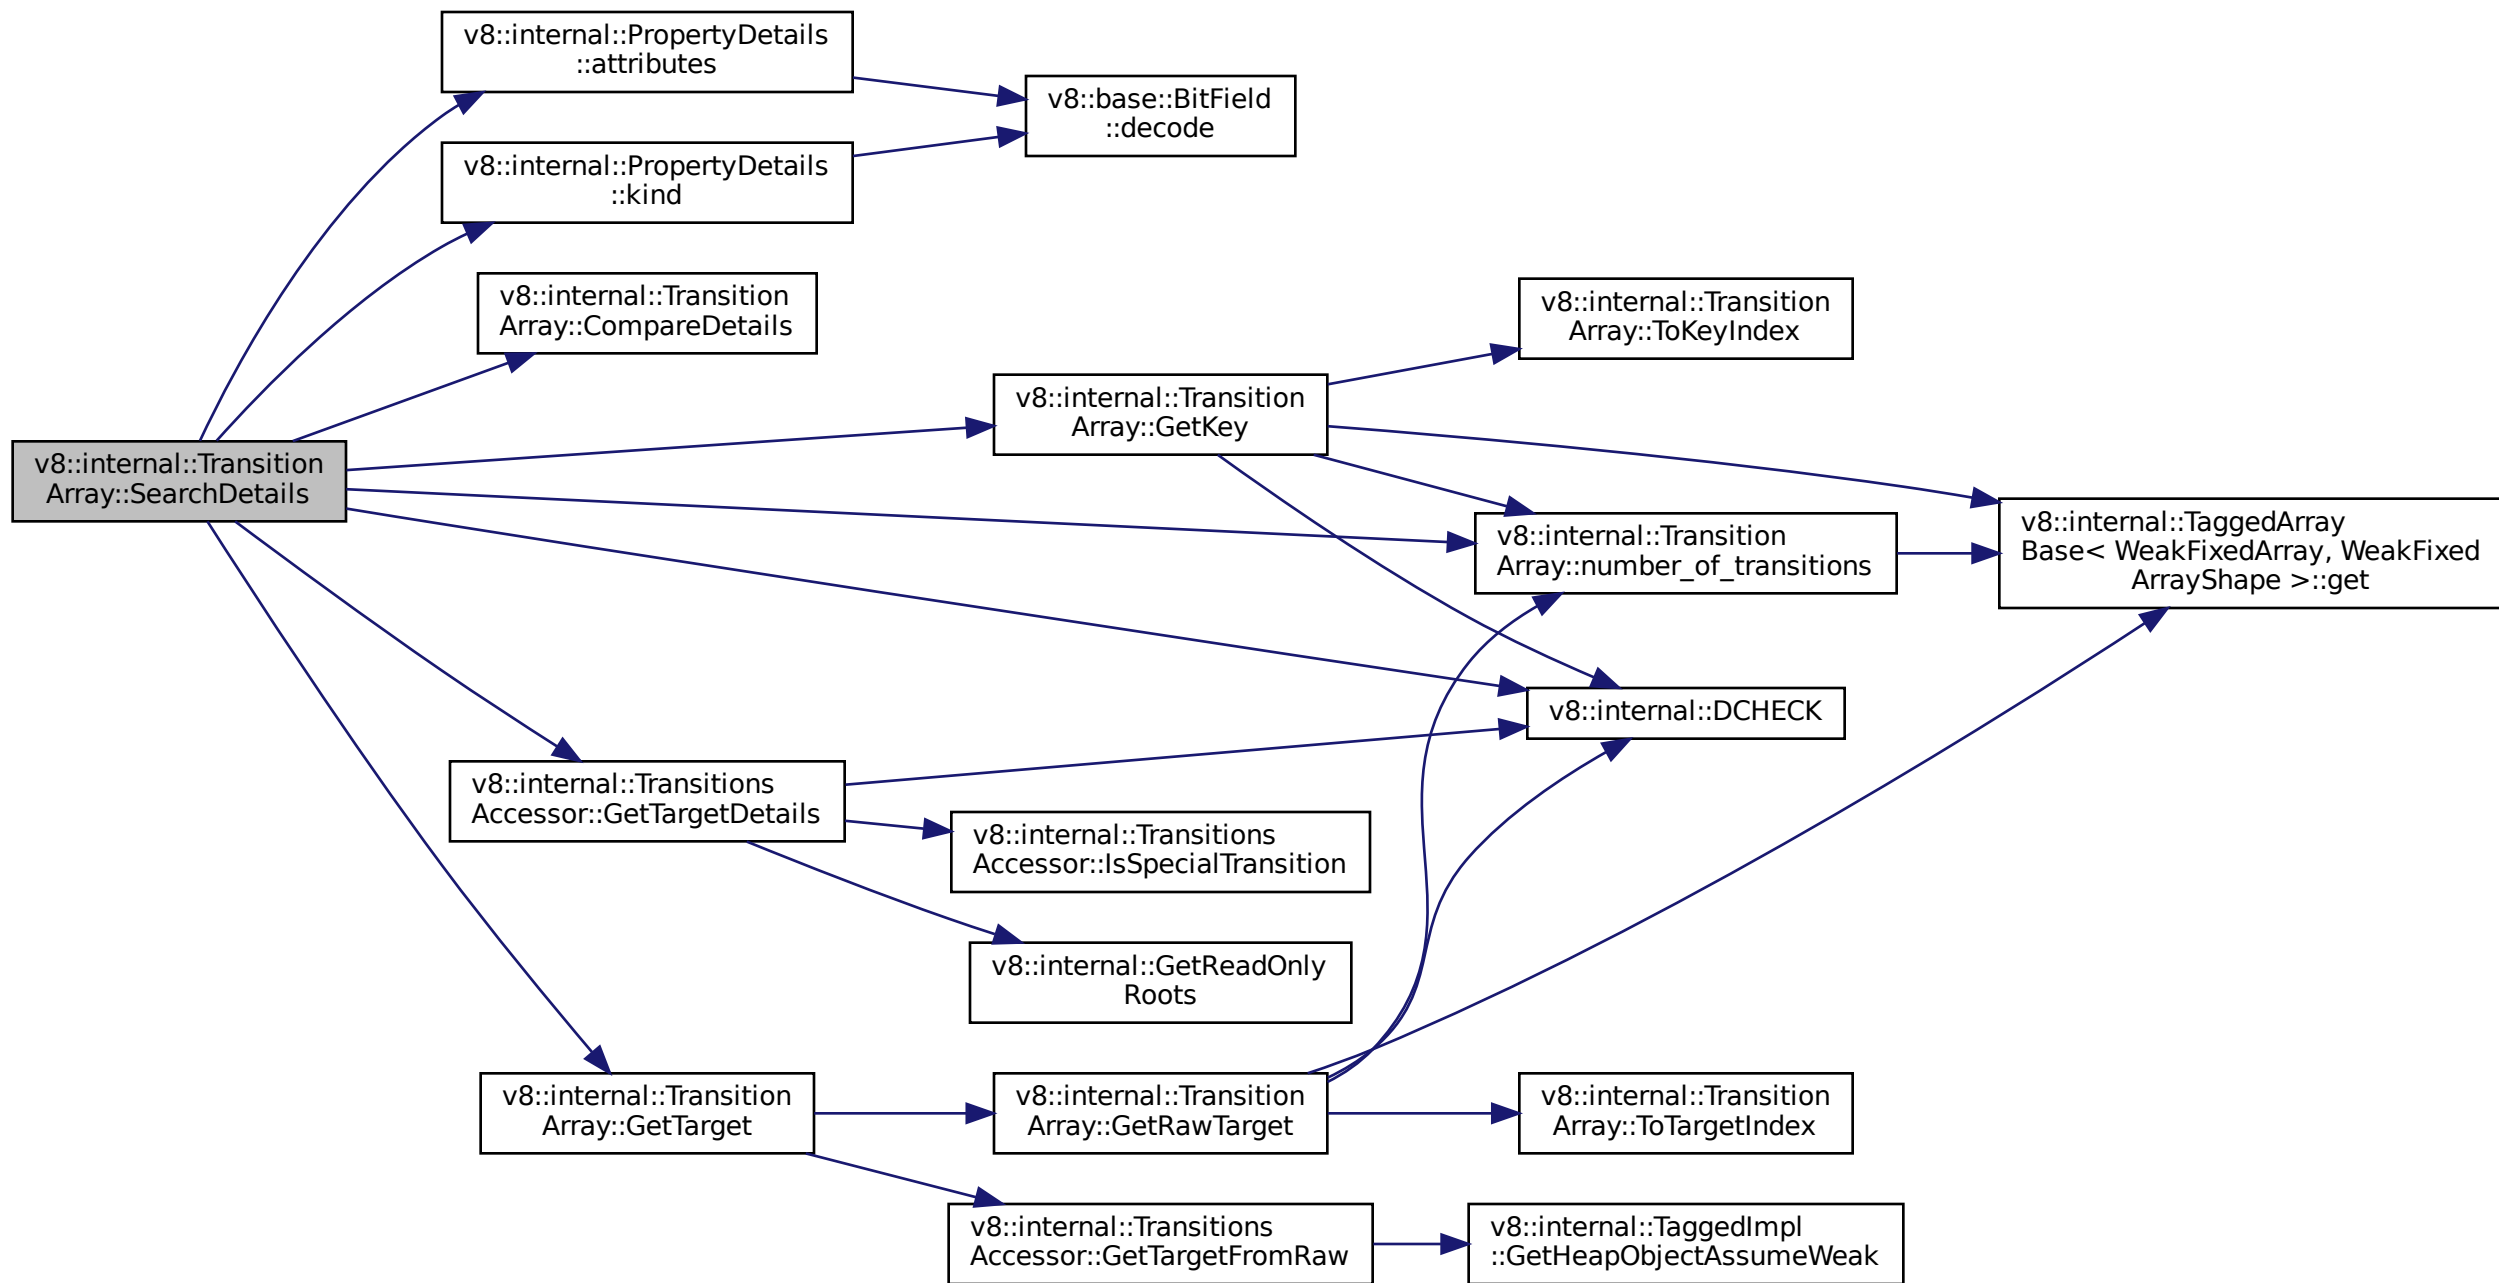 v8::internal::PropertyDetails
::attributes
v8::base::BitField
::decode
v8::internal::PropertyDetails
::kind
v8::internal::Transition
Array::CompareDetails
v8::internal::Transition
Array::ToKeyIndex
v8::internal::Transition
Array::GetKey
v8::internal::Transition
Array::SearchDetails
v8::internal::Transition
Array::number_of_transitions
v8::internal::TaggedArray
Base< WeakFixedArray, WeakFixed
ArrayShape >::get
v8::internal::DCHECK
v8::internal::Transitions
Accessor::GetTargetDetails
v8::internal::Transitions
Accessor::IsSpecialTransition
v8::internal::GetReadOnly
Roots
v8::internal::Transition
Array::GetTarget
v8::internal::Transition
Array::GetRawTarget
v8::internal::Transition
Array::ToTargetIndex
v8::internal::Transitions
Accessor::GetTargetFromRaw
v8::internal::TaggedImpl
::GetHeapObjectAssumeWeak